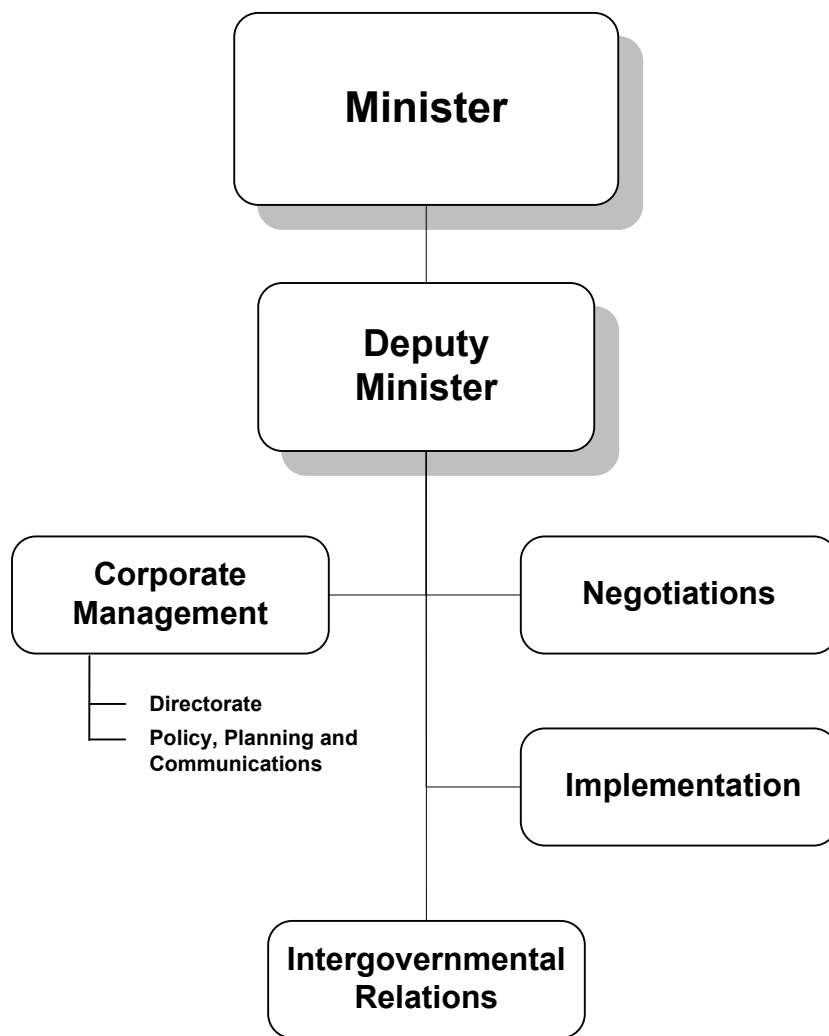 Minister
Deputy
Minister
Corporate
Management
Negotiations
Directorate
Policy, Planning and
Communications
Implementation
Intergovernmental
Relations